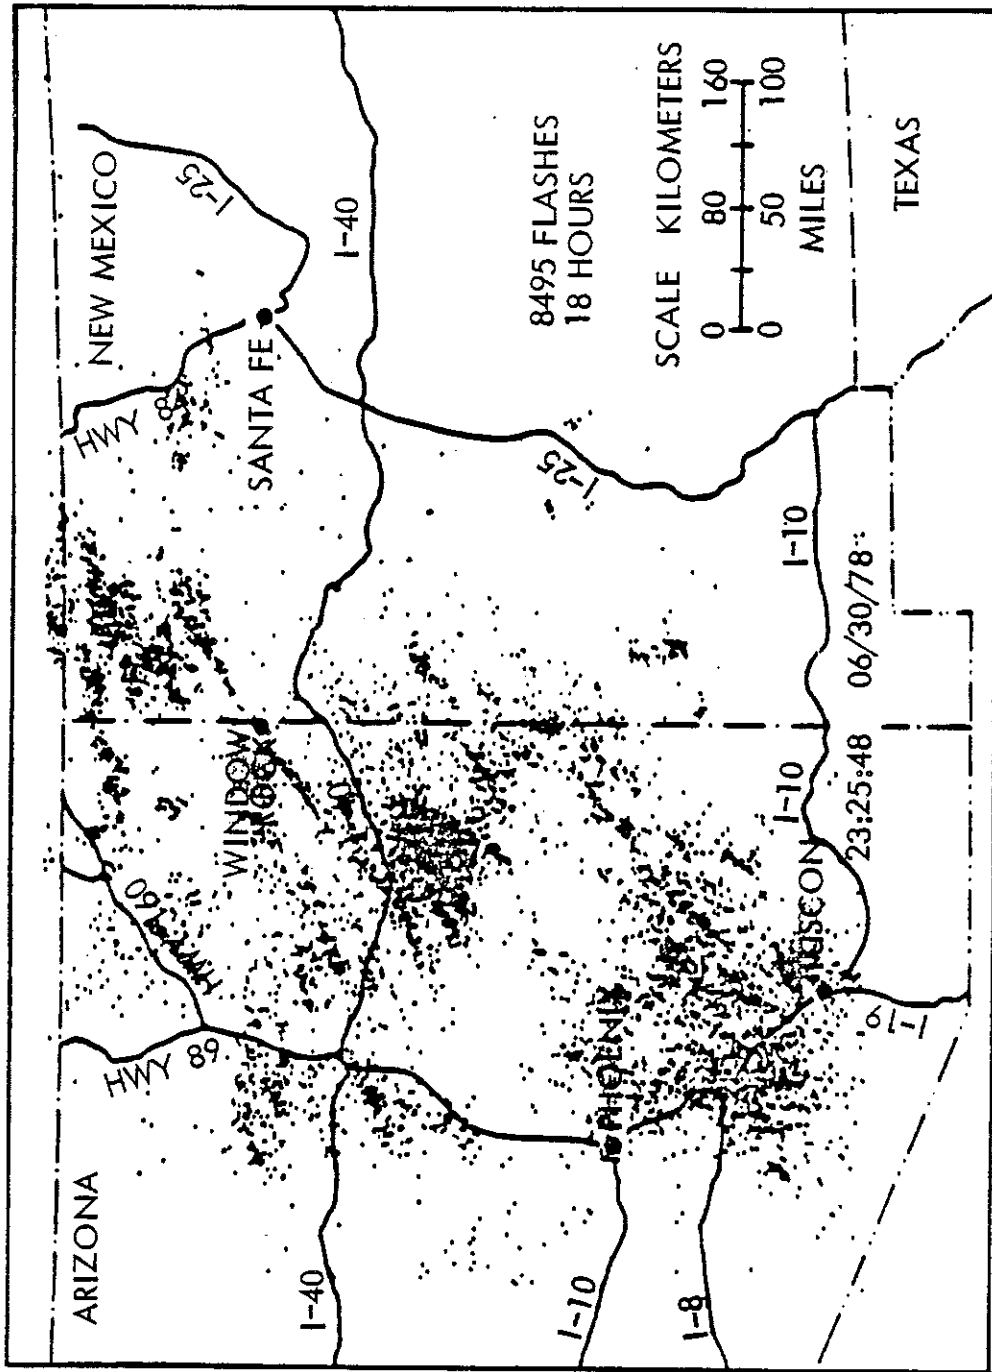 ARIZONA
NEW MEXICO
HWY 89
HWY 60
HWY 84
I-25
WINDOW
ROCK
SANTA FE
I-40
I-40
40
8495 FLASHES
18 HOURS
PHOENIX
I-25
I-10
I-8
SCALE KILOMETERS
0 80 160
0 50 100
MILES
TUSCON
I-10
I-10
23:25:48 06/30/78
I-19
TEXAS